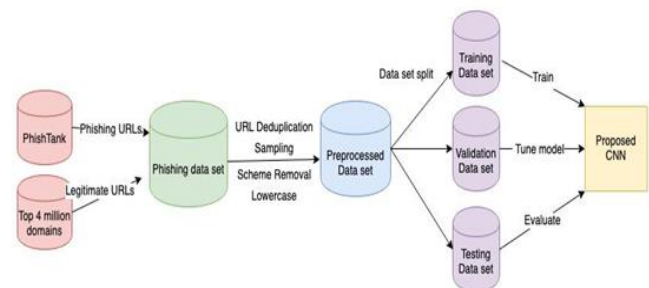 PhishTank
Phishing URLs
Top 4 million
domains
Legitimate URLs
Phishing data set
URL Deduplication
Sampling
Scheme Removal
Lowercase
Preprocessed
Data set
Data set split
Training
Data set
Train
Validation
Data set
Tune model
Testing
Data set
Evaluate
Proposed
CNN